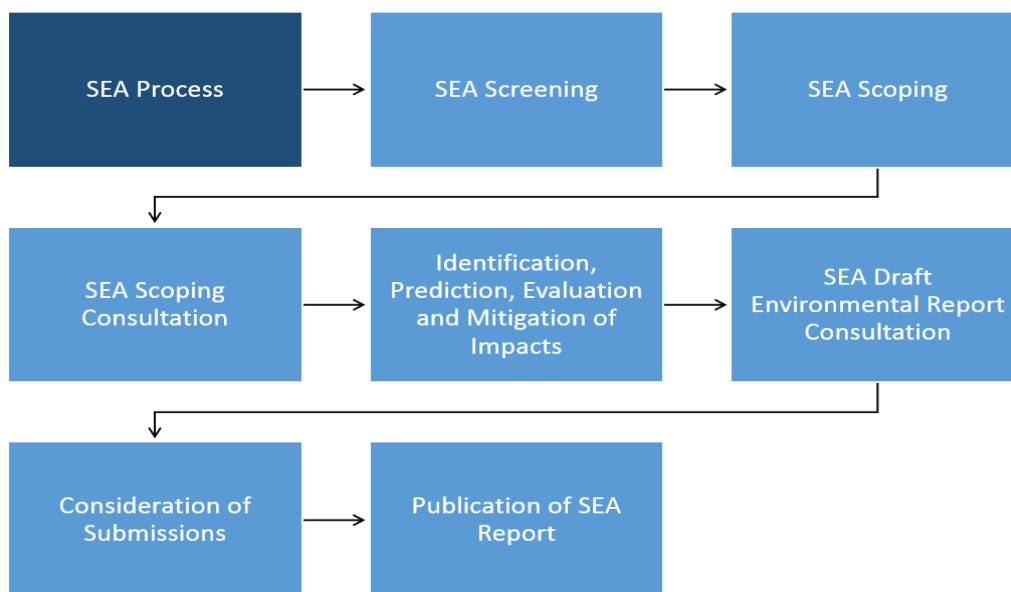 SEA Process
SEA Screening
SEA Scoping
SEA Scoping
Consultation
Identification,
Prediction, Evaluation
and Mitigation of
Impacts
SEA Draft
Environmental Report
Consultation
Consideration of
Submissions
Publication of SEA
Report